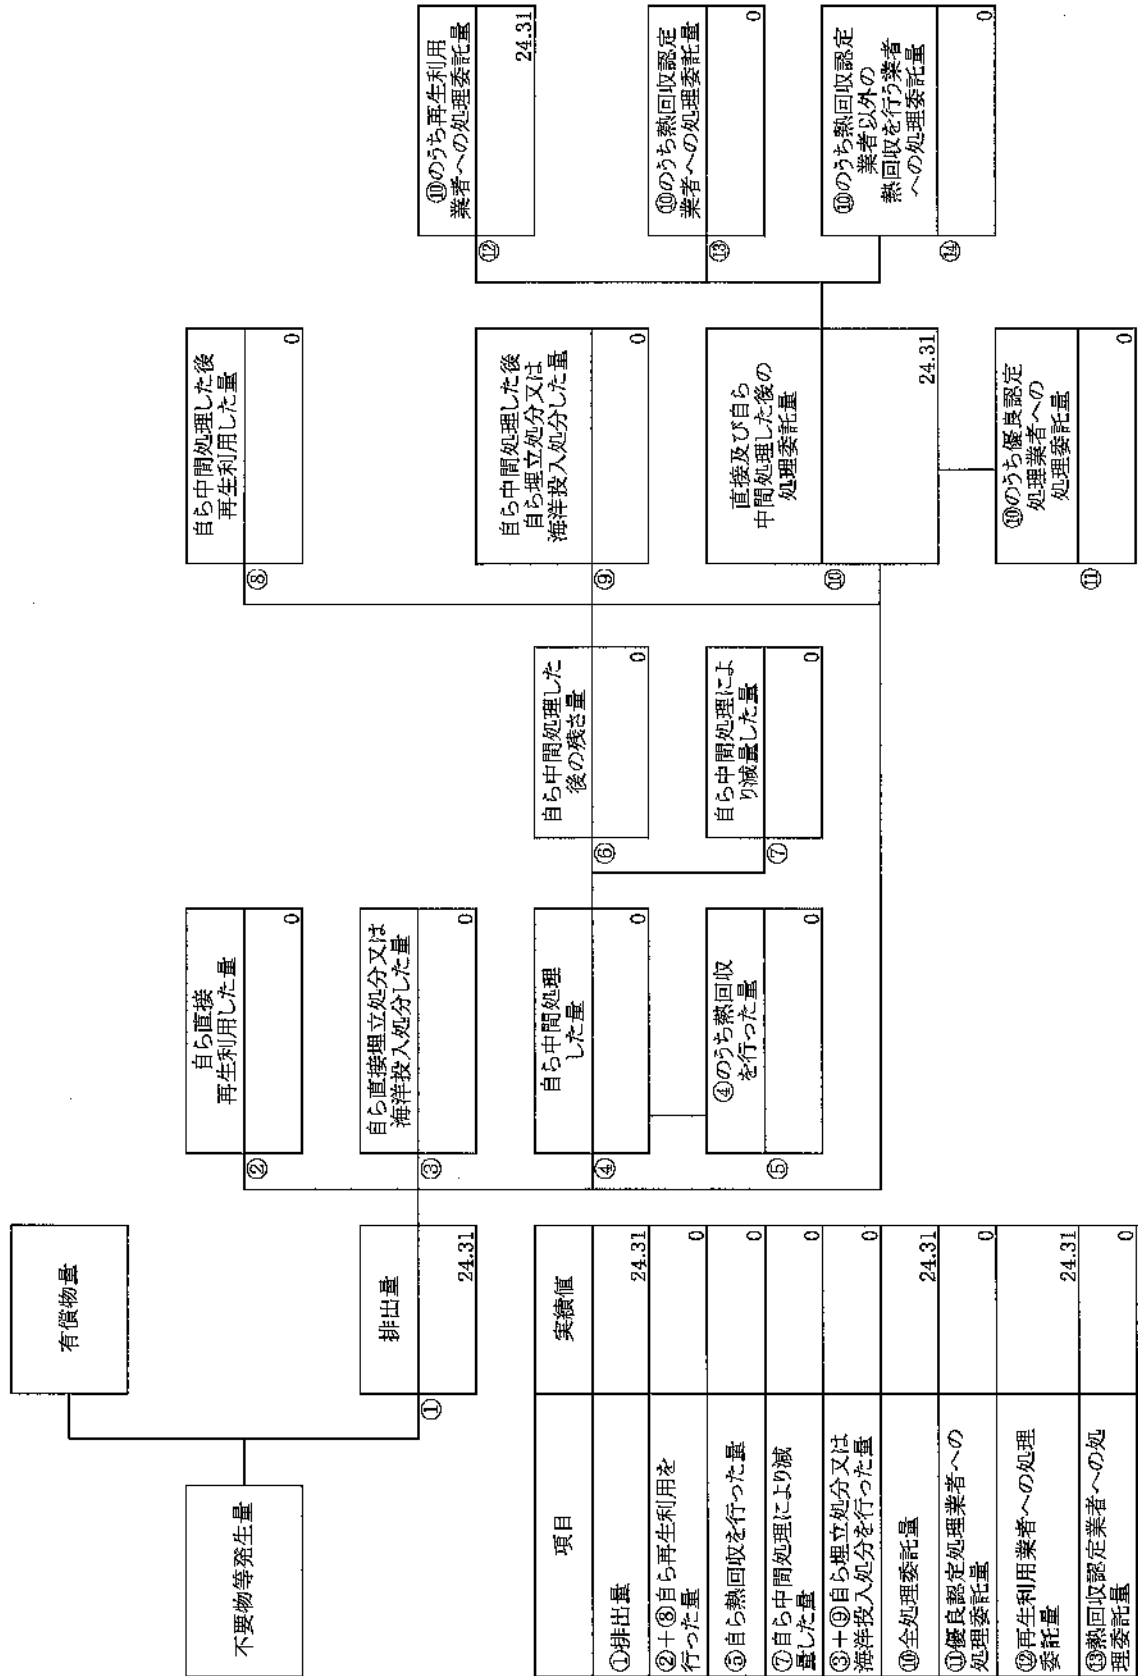 不要物等発生量
有償物量
①
排出量
24.31
②
自ら直接
再生利用した量
0
③
自ら直接埋立処分又は
海洋投入処分した量
0
④
自ら中間処理
した量
0
⑤
④のうち熱回収
を行った量
0
⑥
自ら中間処理した
後の残さ量
0
⑦
自ら中間処理によ
り減量した量
0
⑧
自ら中間処理した後
再生利用した量
0
⑨
自ら中間処理した後
自ら埋立処分又は
海洋投入処分した量
0
⑩
直接及び自ら
中間処理した後の
処理委託量
24.31
⑪
⑩のうち優良認定
処理業者への
処理委託量
0
⑫
⑩のうち再生利用
業者への処理委託量
24.31
⑬
⑩のうち熱回収認定
業者への処理委託量
0
⑭
⑩のうち熱回収認定
業者以外の
熱回収を行う業者
への処理委託量
0
項目 実績値
①排出量 24.31
②+⑧自ら再生利用を
行った量 0
⑤自ら熱回収を行った量 0
⑦自ら中間処理により減
量した量 0
③+⑨自ら埋立処分又は
海洋投入処分を行った量 0
⑩全処理委託量 24.31
⑪優良認定処理業者への
処理委託量 0
⑫再生利用業者への処理
委託量 24.31
⑬熱回収認定業者への処
理委託量 0